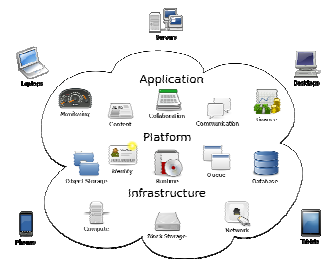 Servers
Laptops
Desktops
Application
Monitoring
Content
Collaboration
Communication
Finance
Platform
Object Storage
Identity
Runtime
Queue
Database
Infrastructure
Compute
Block Storage
Network
Phones
Tablets